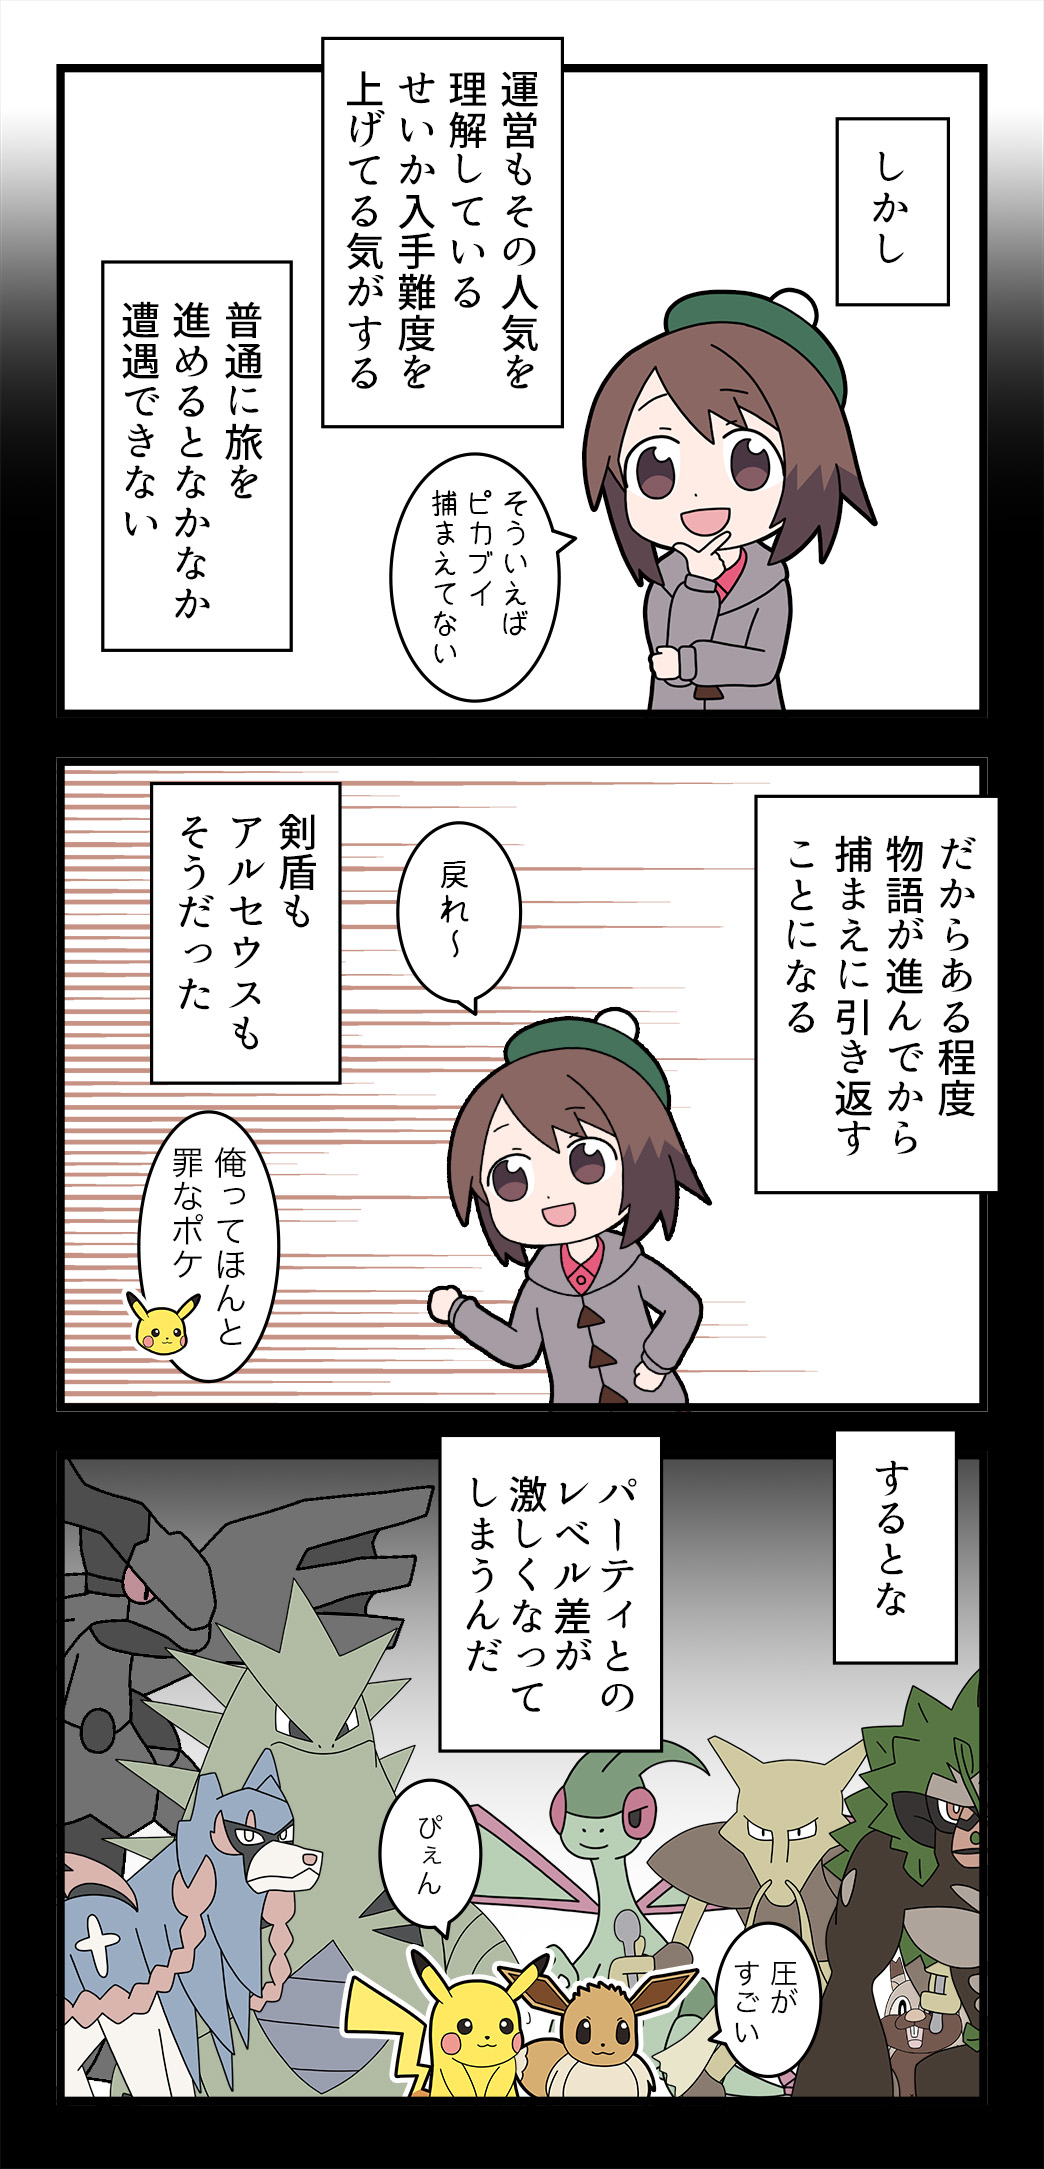 しかし
運営もその人気を
理解している
せいか入手難度を
上げてる気がする
そういえば
ピカブイ
捕まえてない
普通に旅を
進めるとなかなか
遭遇できない
だからある程度
物語が進んでから
捕まえに引き返す
ことになる
戻れ～
剣盾も
アルセウスも
そうだった
俺ってほんと
罪なポケ
するとな
パーティとの
レベル差が
激しくなって
しまうんだ
ぴぇん
圧が
すごい